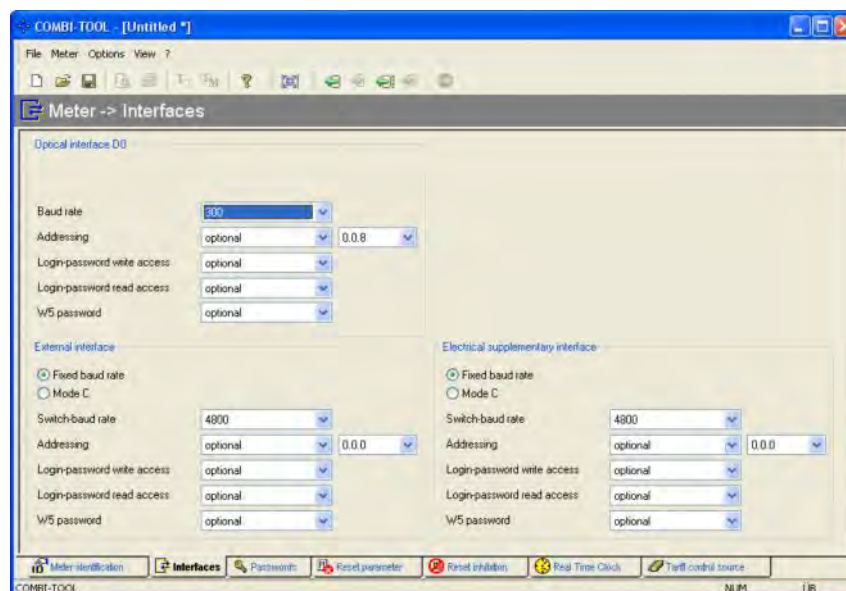 COMBI-TOOL - [Untitled *]
File Meter Options View ?
Meter -> Interfaces
Optical interface D0
Baud rate 300
Addressing optional 0.0.8
Login-password write access optional
Login-password read access optional
W5 password optional
External interface
Fixed baud rate
Mode C
Switch-baud rate 4800
Addressing optional 0.0.0
Login-password write access optional
Login-password read access optional
W5 password optional
Electrical supplementary interface
Fixed baud rate
Mode C
Switch-baud rate 4800
Addressing optional 0.0.0
Login-password write access optional
Login-password read access optional
W5 password optional
Meter identification Interfaces Passwords Reset parameter Reset inhibition Real Time Clock Tariff control source
COMBI-TOOL NUM